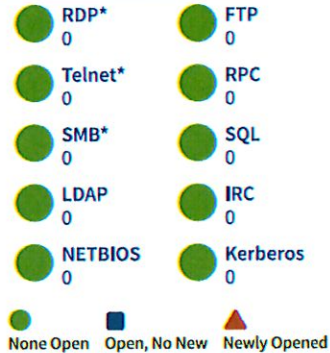 RDP*
0
FTP
0
Telnet*
0
RPC
0
SMB*
0
SQL
0
LDAP
0
IRC
0
NETBIOS
0
Kerberos
0
None Open
Open, No New
Newly Opened